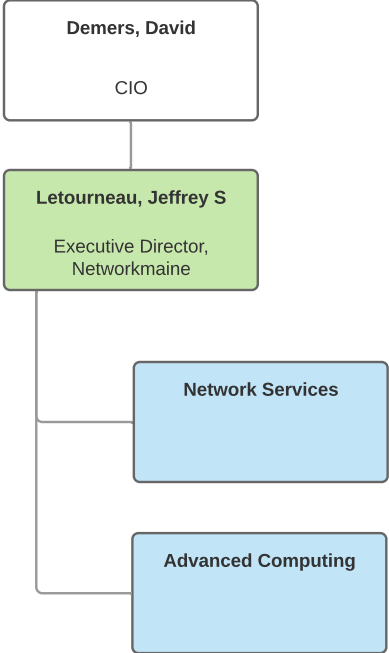 Demers, David
CIO
Letourneau, Jeffrey S
Executive Director,
Networkmaine
Network Services
Advanced Computing